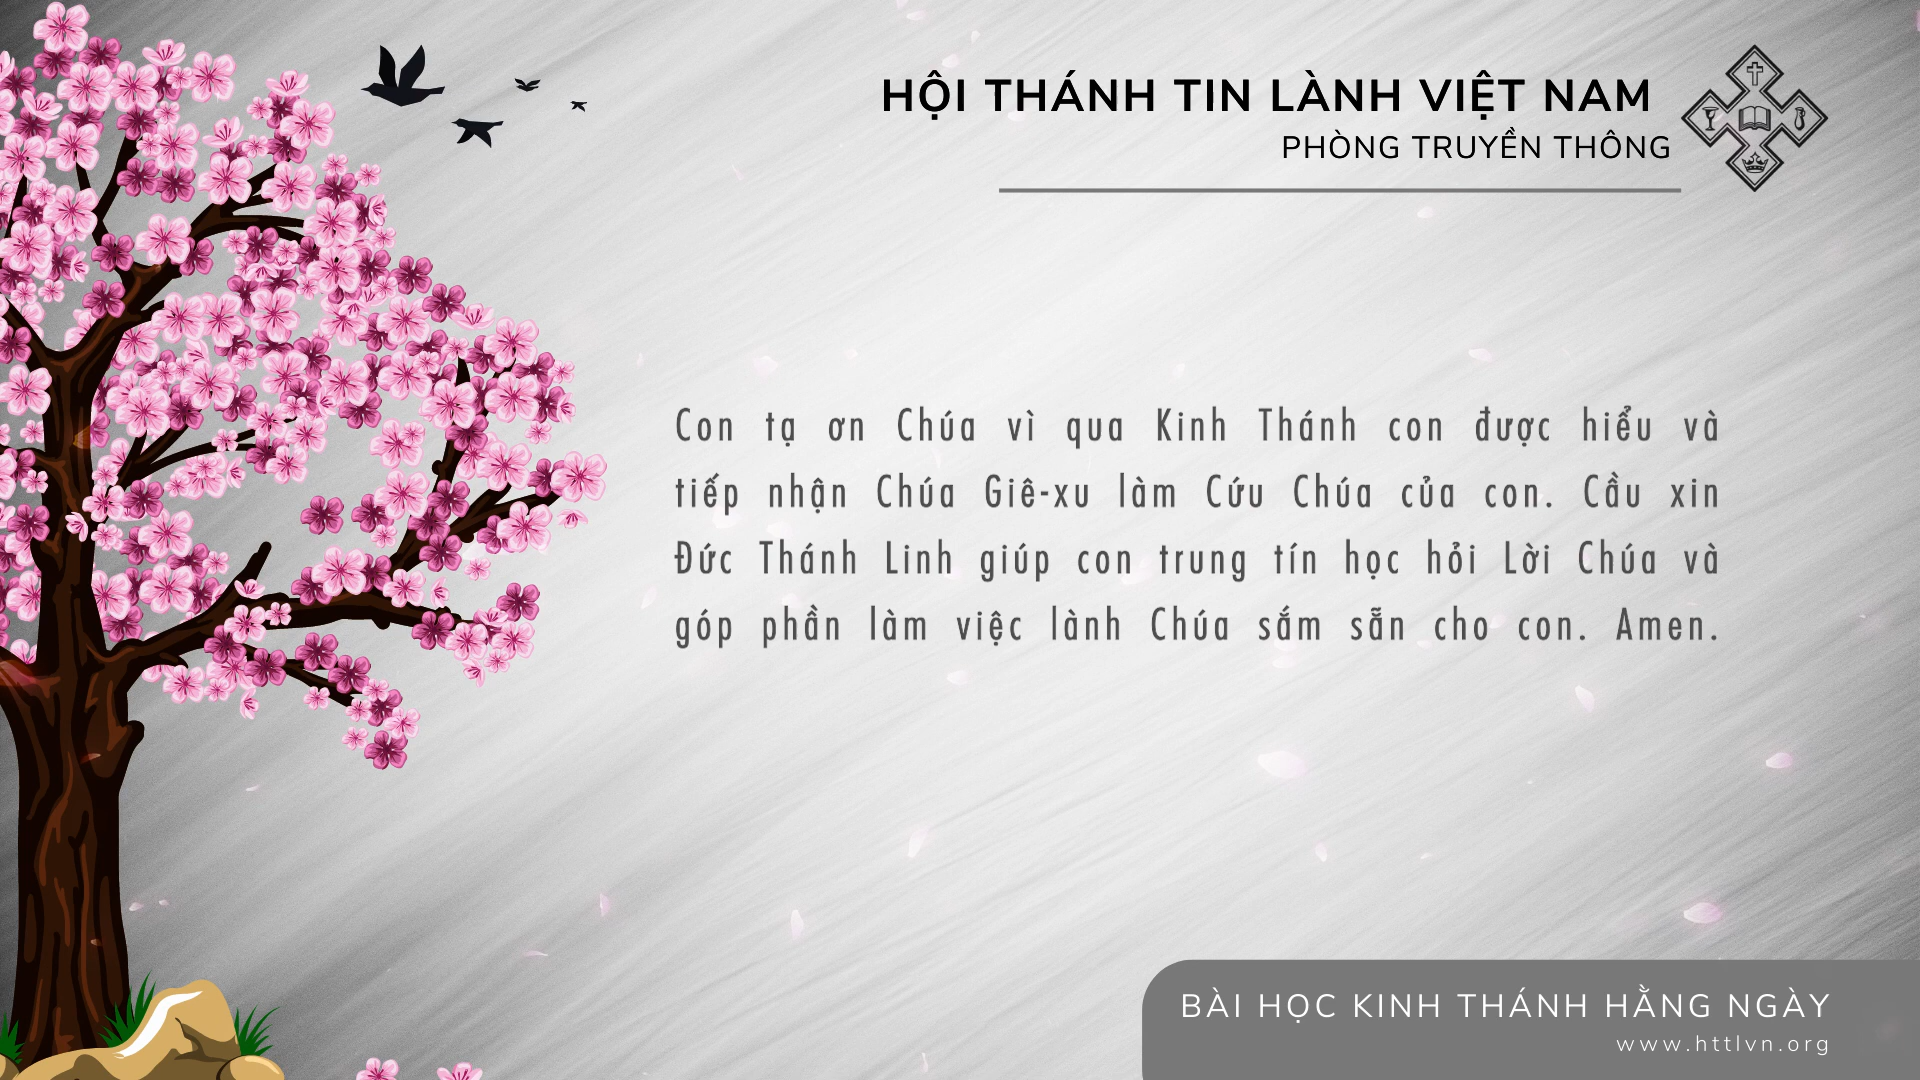 HỘI THÁNH TIN LÀNH VIỆT NAM
PHÒNG TRUYỀN THÔNG
Con tạ ơn Chúa vì qua Kinh Thánh con được hiểu và
tiếp nhận Chúa Giê-xu làm Cứu Chúa của con. Cầu xin
Đức Thánh Linh giúp con trung tín học hỏi Lời Chúa và
góp phần làm việc lành Chúa sắm sẵn cho con. Amen.
BÀI HỌC KINH THÁNH HẰNG NGÀY
www.httlvn.org